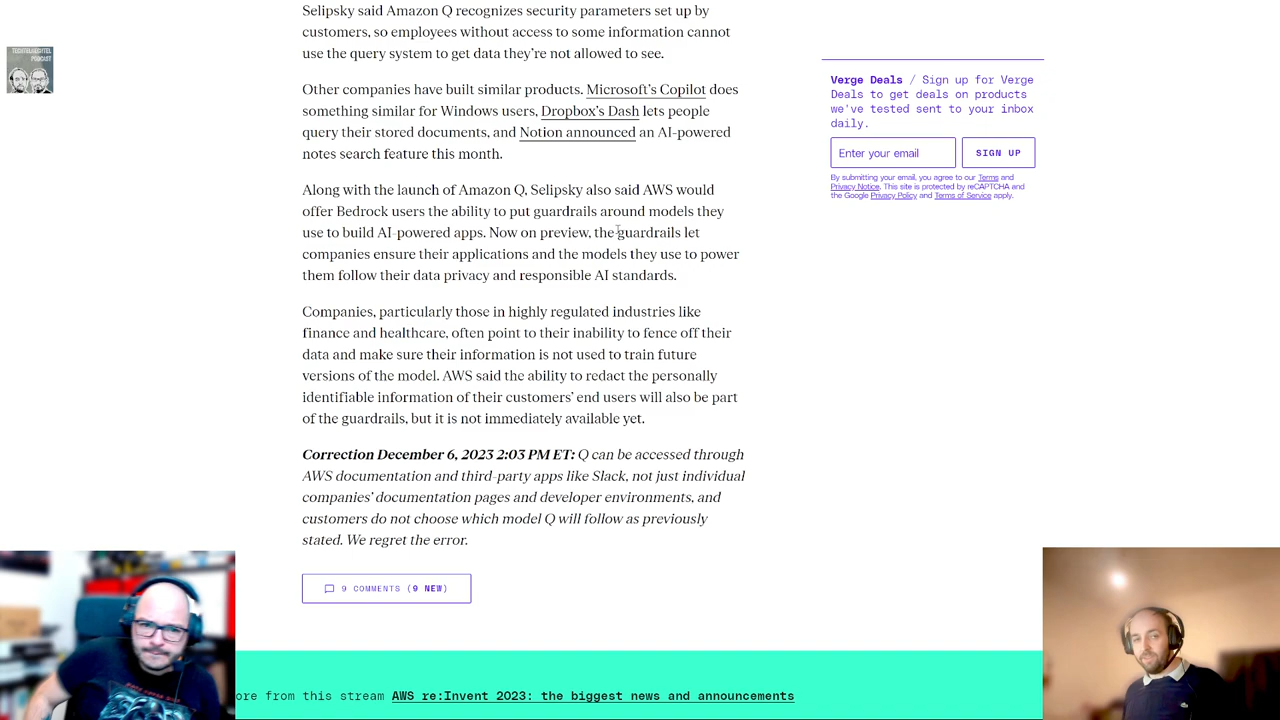 TECHTELMECHTEL
PODCAST
Selipsky said Amazon Q recognizes security parameters set up by
customers, so employees without access to some information cannot
use the query system to get data they're not allowed to see.
Other companies have built similar products. Microsoft's Copilot does
something similar for Windows users, Dropbox's Dash lets people
query their stored documents, and Notion announced an AI-powered
notes search feature this month.
Along with the launch of Amazon Q, Selipsky also said AWS would
offer Bedrock users the ability to put guardrails around models they
use to build AI-powered apps. Now on preview, the guardrails let
companies ensure their applications and the models they use to power
them follow their data privacy and responsible AI standards.
Companies, particularly those in highly regulated industries like
finance and healthcare, often point to their inability to fence off their
data and make sure their information is not used to train future
versions of the model. AWS said the ability to redact the personally
identifiable information of their customers' end users will also be part
of the guardrails, but it is not immediately available yet.
Correction December 6, 2023 2:03 PM ET: Q can be accessed through
AWS documentation and third-party apps like Slack, not just individual
companies' documentation pages and developer environments, and
customers do not choose which model Q will follow as previously
stated. We regret the error.
9 COMMENTS (9 NEW)
Verge Deals / Sign up for Verge
Deals to get deals on products
we've tested sent to your inbox
daily.
Enter your email
SIGN UP
By submitting your email, you agree to our Terms and
Privacy Notice. This site is protected by reCAPTCHA and
the Google Privacy Policy and Terms of Service apply.
ore from this stream AWS re:Invent 2023: the biggest news and announcements